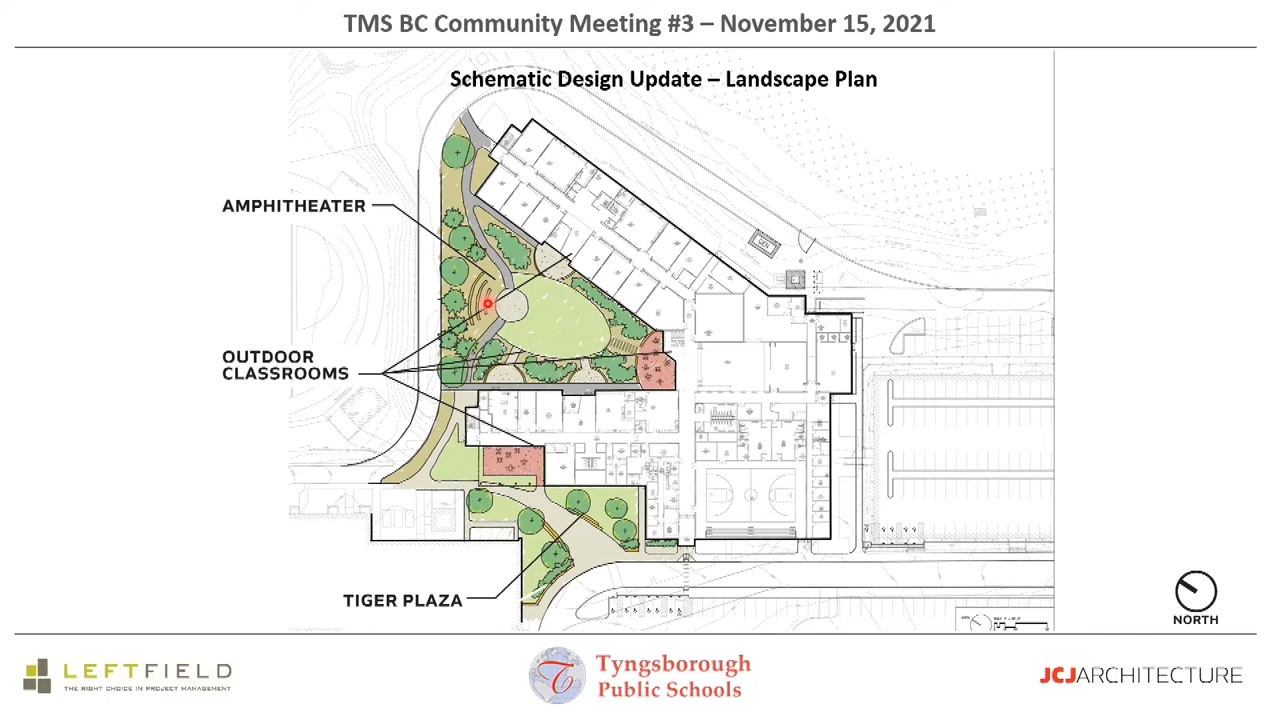 TMS BC Community Meeting #3 – November 15, 2021
Schematic Design Update – Landscape Plan
AMPHITHEATER
GEN
OUTDOOR
CLASSROOMS
TIGER PLAZA
NORTH
LEFTFIELD
THE RIGHT CHOICE IN PROJECT MANAGEMENT
Tyngsborough
Public Schools
JCJARCHITECTURE